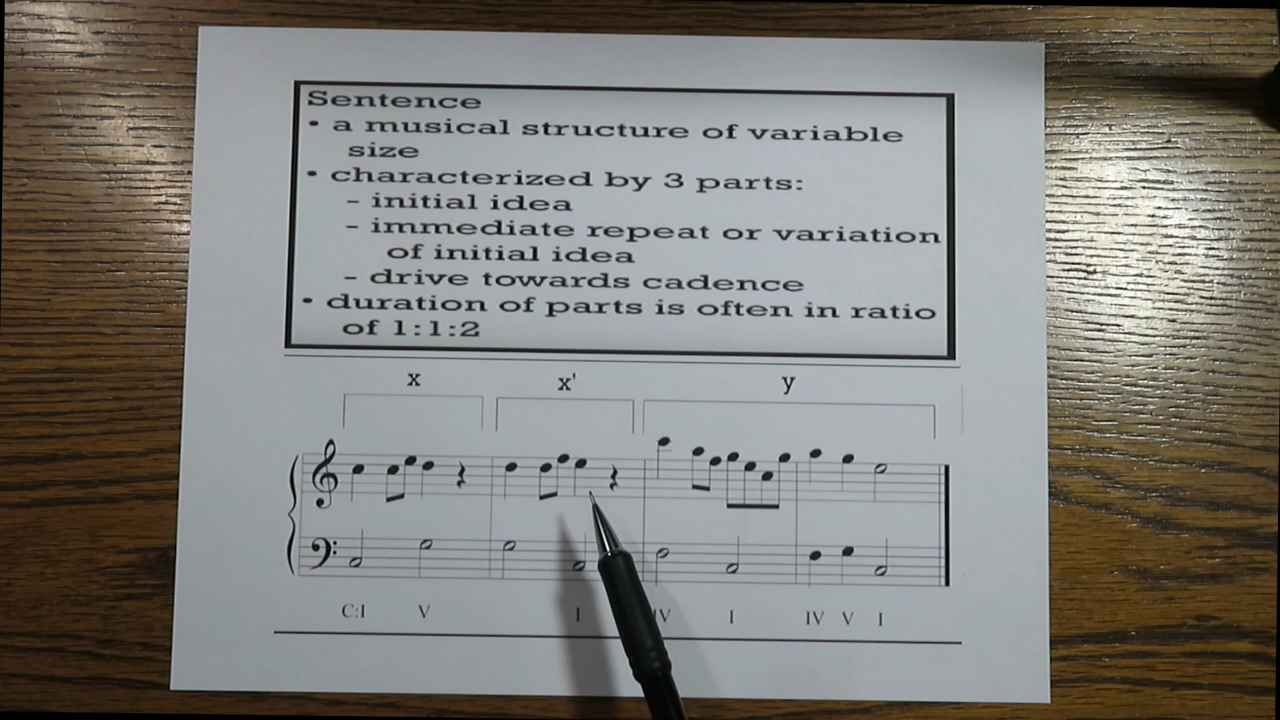 Sentence
• a musical structure of variable
size
• characterized by 3 parts:
– initial idea
– immediate repeat or variation
of initial idea
– drive towards cadence
• duration of parts is often in ratio
of 1:1:2
x x' y
C:I V I IV I IV V I